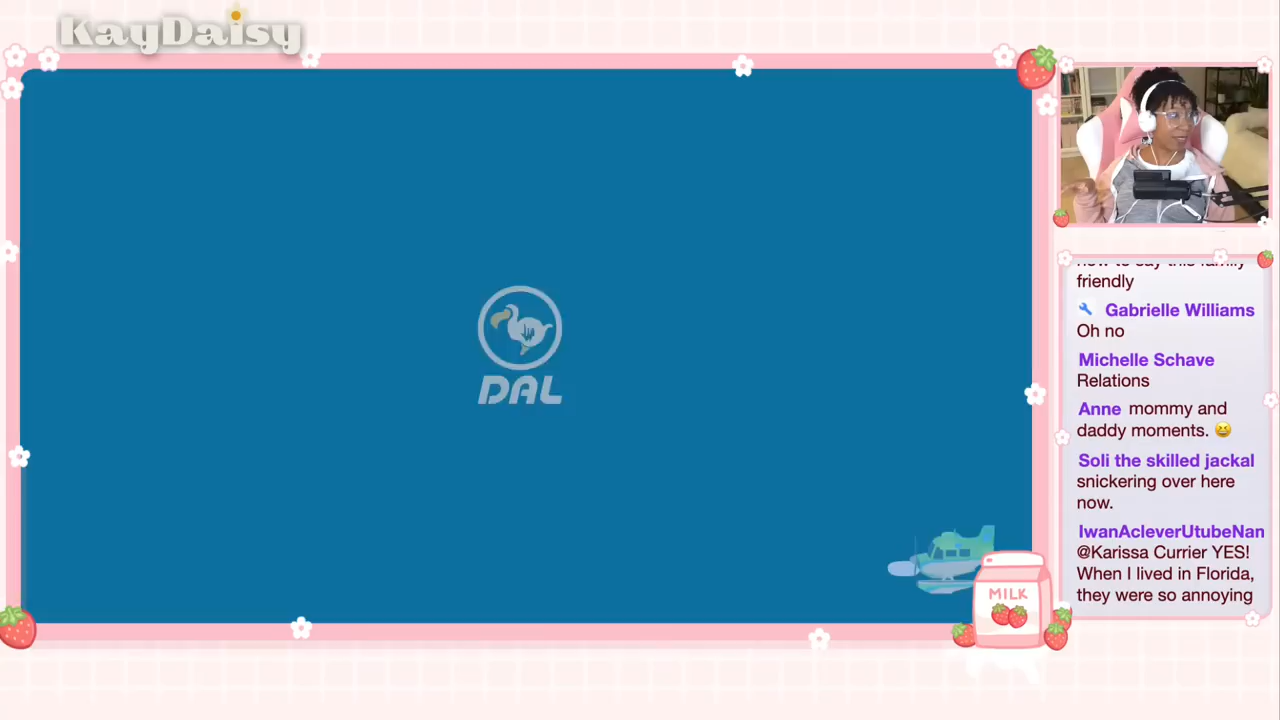 KayDaisy
DAL
MILK
friendly
Gabrielle Williams
Oh no
Michelle Schave
Relations
Anne mommy and
daddy moments. 😆
Soli the skilled jackal
snickering over here
now.
IwanAcleverUtubeNan
@Karissa Currier YES!
When I lived in Florida,
they were so annoying